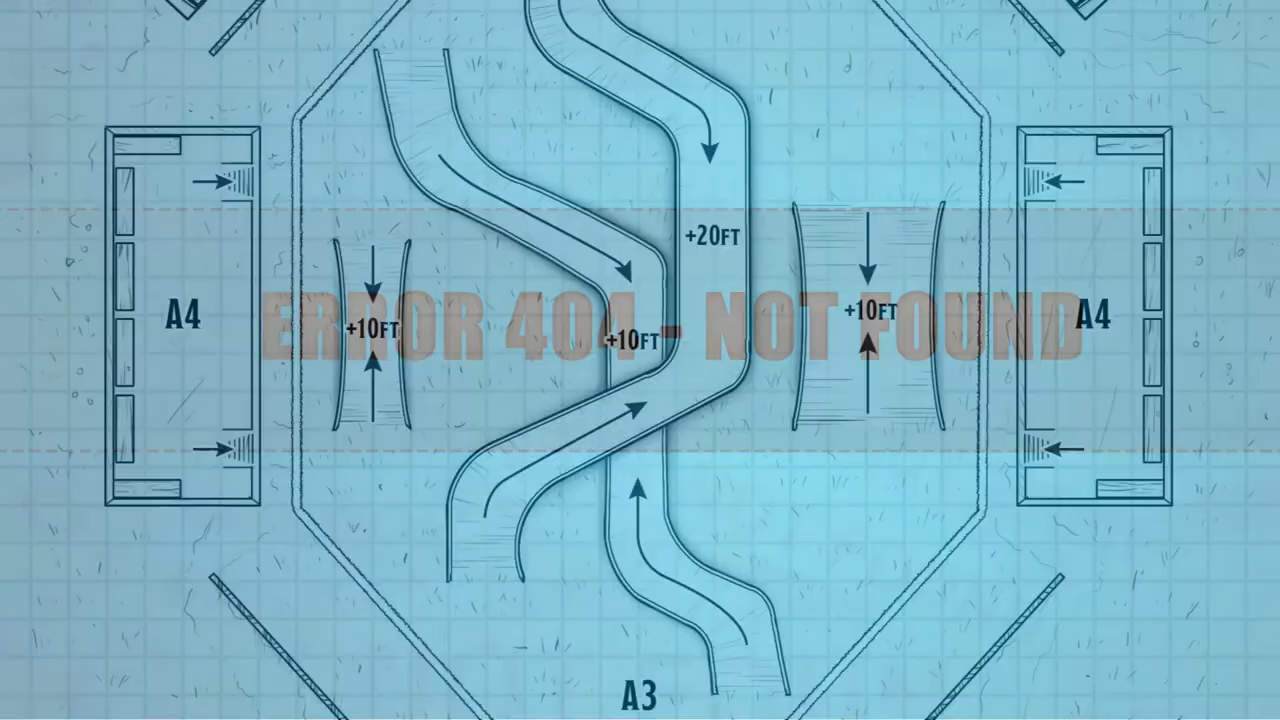 +20FT
A4
+10FT
ERROR 404 - NOT FOUND
+10FT
+10FT
A4
A3